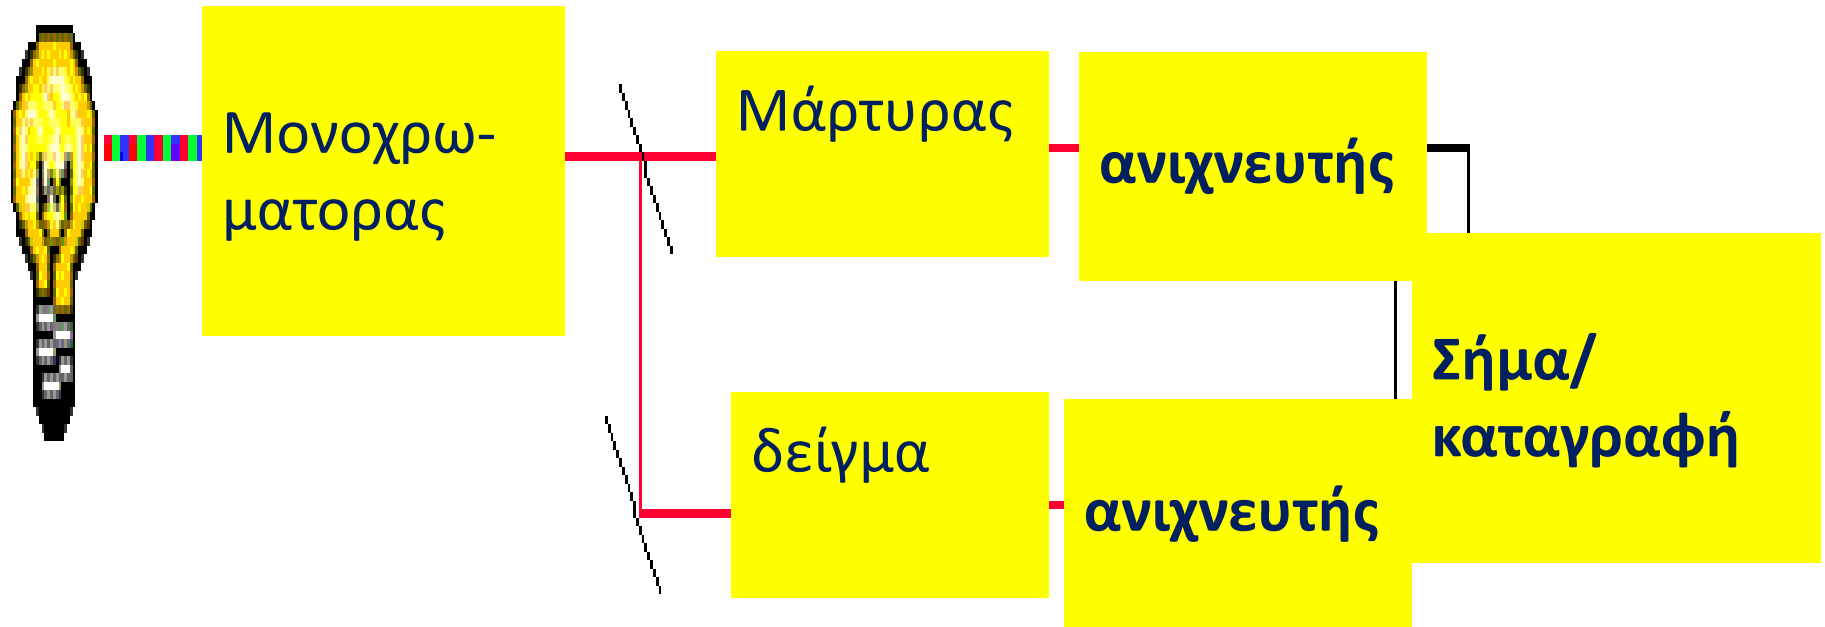 Μονοχρω-
ματορας
Μάρτυρας
ανιχνευτής
δείγμα
ανιχνευτής
Σήμα/
καταγραφή